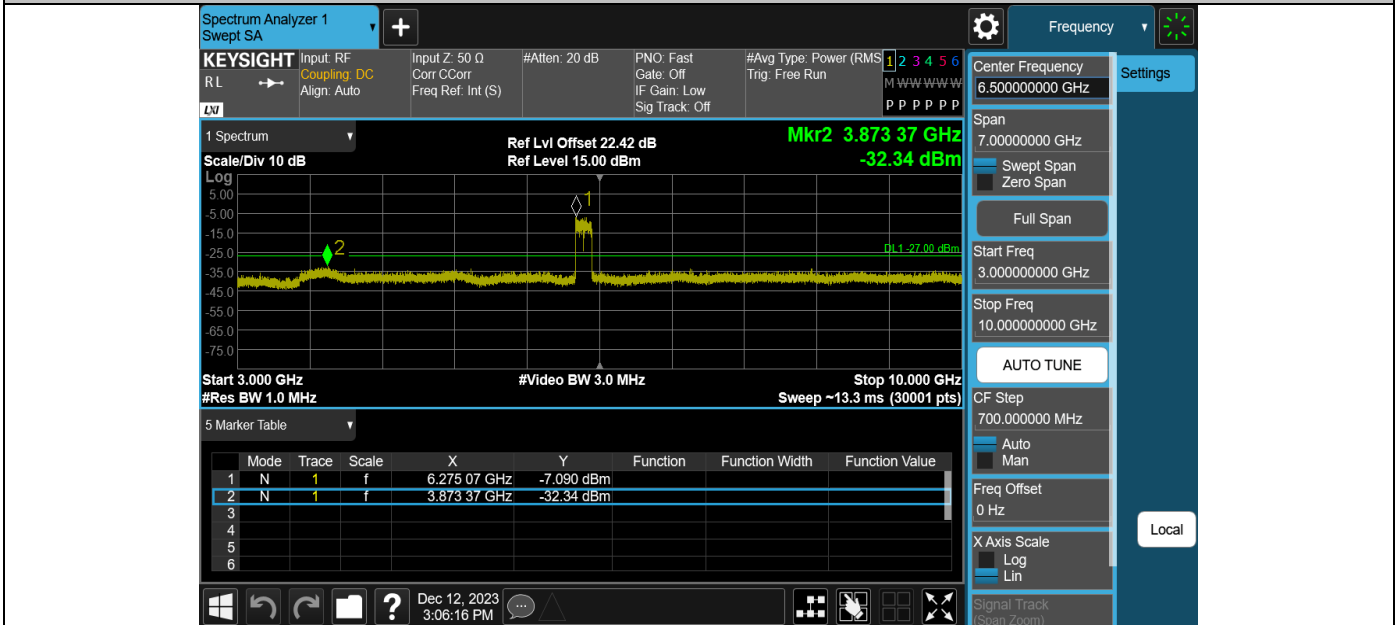 Spectrum Analyzer 1
Swept SA
+
Frequency
KEYSIGHT
RL
LXI
Input: RF
Coupling: DC
Align: Auto
Input Z: 50 Ω
Corr CCorr
Freq Ref: Int (S)
#Atten: 20 dB
PNO: Fast
Gate: Off
IF Gain: Low
Sig Track: Off
#Avg Type: Power (RMS
Trig: Free Run
1 2 3 4 5 6
M W W W W W
P P P P P P
1 Spectrum
Scale/Div 10 dB
Ref Lvl Offset 22.42 dB
Ref Level 15.00 dBm
Mkr2 3.873 37 GHz
-32.34 dBm
Log
5.00
-5.00
-15.0
-25.0
-35.0
-45.0
-55.0
-65.0
-75.0
1
2
DL1 -27.00 dBm
Start 3.000 GHz
#Video BW 3.0 MHz
Stop 10.000 GHz
#Res BW 1.0 MHz
Sweep ~13.3 ms (30001 pts)
5 Marker Table
Mode Trace Scale X Y Function Function Width Function Value
1 N 1 f 6.275 07 GHz -7.090 dBm
2 N 1 f 3.873 37 GHz -32.34 dBm
3
4
5
6
?
Dec 12, 2023
3:06:16 PM
Center Frequency
6.500000000 GHz
Settings
Span
7.00000000 GHz
Swept Span
Zero Span
Full Span
Start Freq
3.000000000 GHz
Stop Freq
10.000000000 GHz
AUTO TUNE
CF Step
700.000000 MHz
Auto
Man
Freq Offset
0 Hz
X Axis Scale
Log
Lin
Signal Track
(Span Zoom)
Local